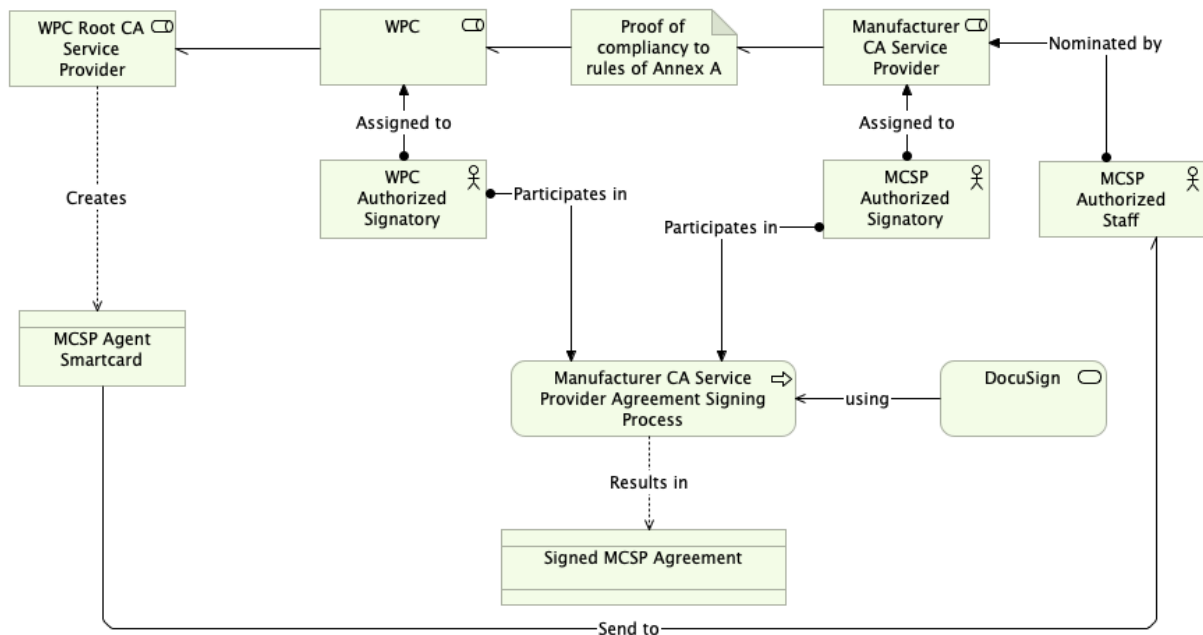 WPC Root CA
Service
Provider
WPC
Proof of
compliancy to
rules of Annex A
Manufacturer
CA Service
Provider
Nominated by
Assigned to
Assigned to
Creates
WPC
Authorized
Signatory
Participates in
MCSP
Authorized
Signatory
Participates in
MCSP
Authorized
Staff
MCSP Agent
Smartcard
Manufacturer CA Service
Provider Agreement Signing
Process
using
DocuSign
Results in
Signed MCSP Agreement
Send to